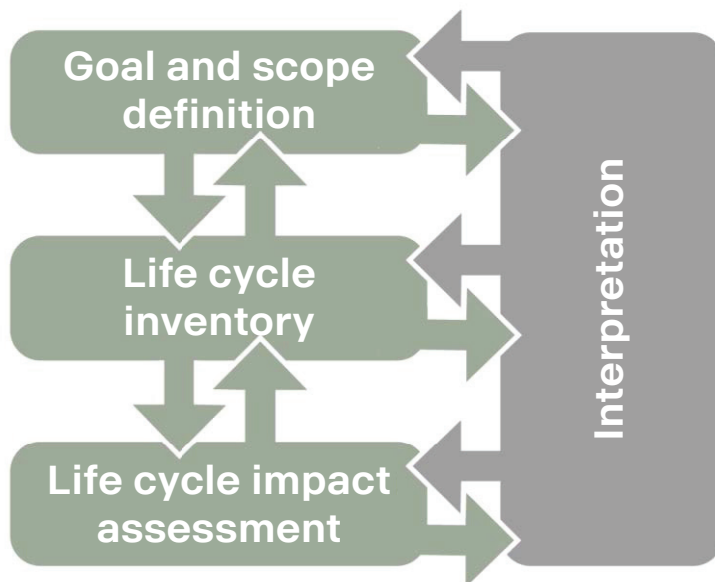 Goal and scope
definition
Life cycle
inventory
Life cycle impact
assessment
Interpretation